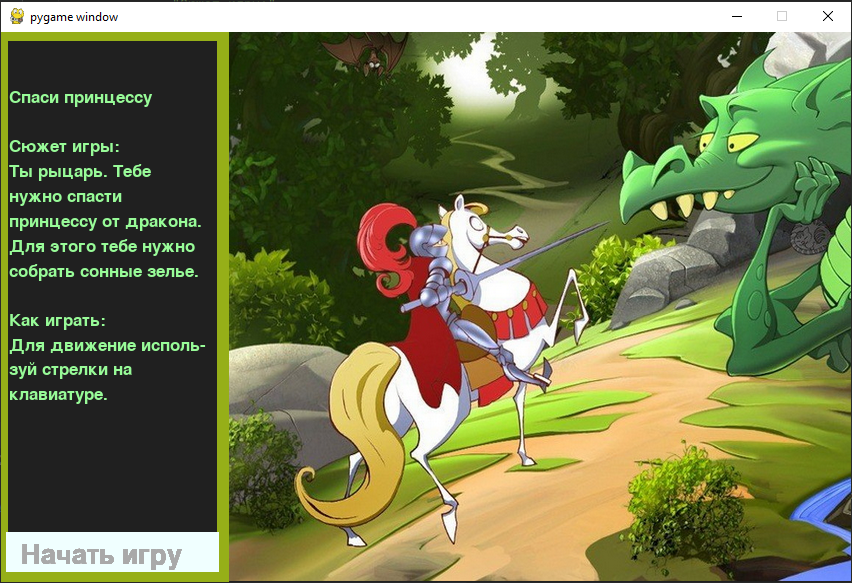 pygame window
Спаси принцессу
Сюжет игры:
Ты рыцарь. Тебе
нужно спасти
принцессу от дракона.
Для этого тебе нужно
собрать сонные зелье.
Как играть:
Для движение исполь-
зуй стрелки на
клавиатуре.
Начать игру